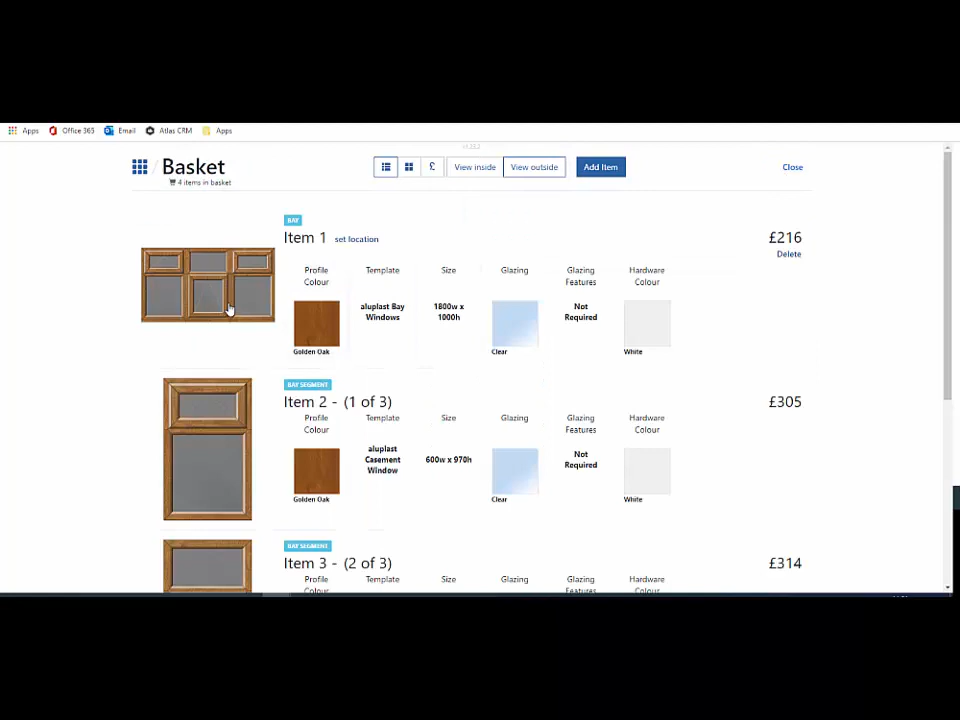 Apps Office 365 Email Atlas CRM Apps
Basket
4 items in basket
£ View inside View outside Add Item Close
BAY
Item 1 set location £216
Delete
Profile Colour Template Size Glazing Glazing Features Hardware Colour
aluplast Bay Windows 1800w x 1000h Not Required
Golden Oak Clear White
BAY SEGMENT
Item 2 - (1 of 3) £305
Profile Colour Template Size Glazing Glazing Features Hardware Colour
aluplast Casement Window 600w x 970h Not Required
Golden Oak Clear White
BAY SEGMENT
Item 3 - (2 of 3) £314
Profile Colour Template Size Glazing Glazing Features Hardware Colour